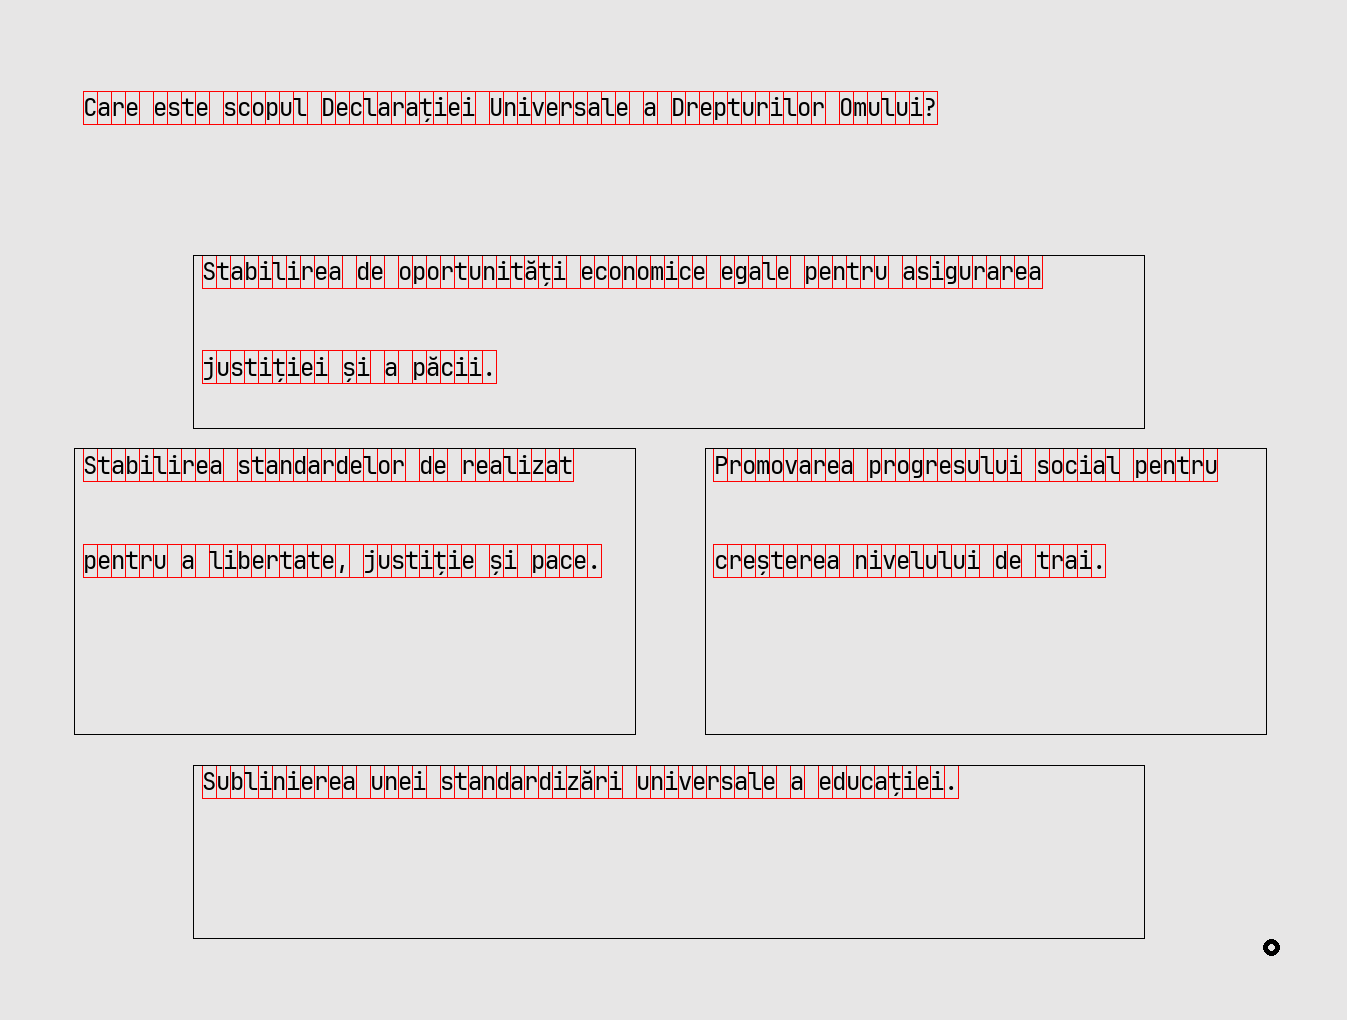 Care este scopul Declarației Universale a Drepturilor Omului?
Stabilirea de oportunități economice egale pentru asigurarea
justiției și a păcii.
Stabilirea standardelor de realizat
pentru a libertate, justiție și pace.
Promovarea progresului social pentru
creșterea nivelului de trai.
Sublinierea unei standardizări universale a educației.